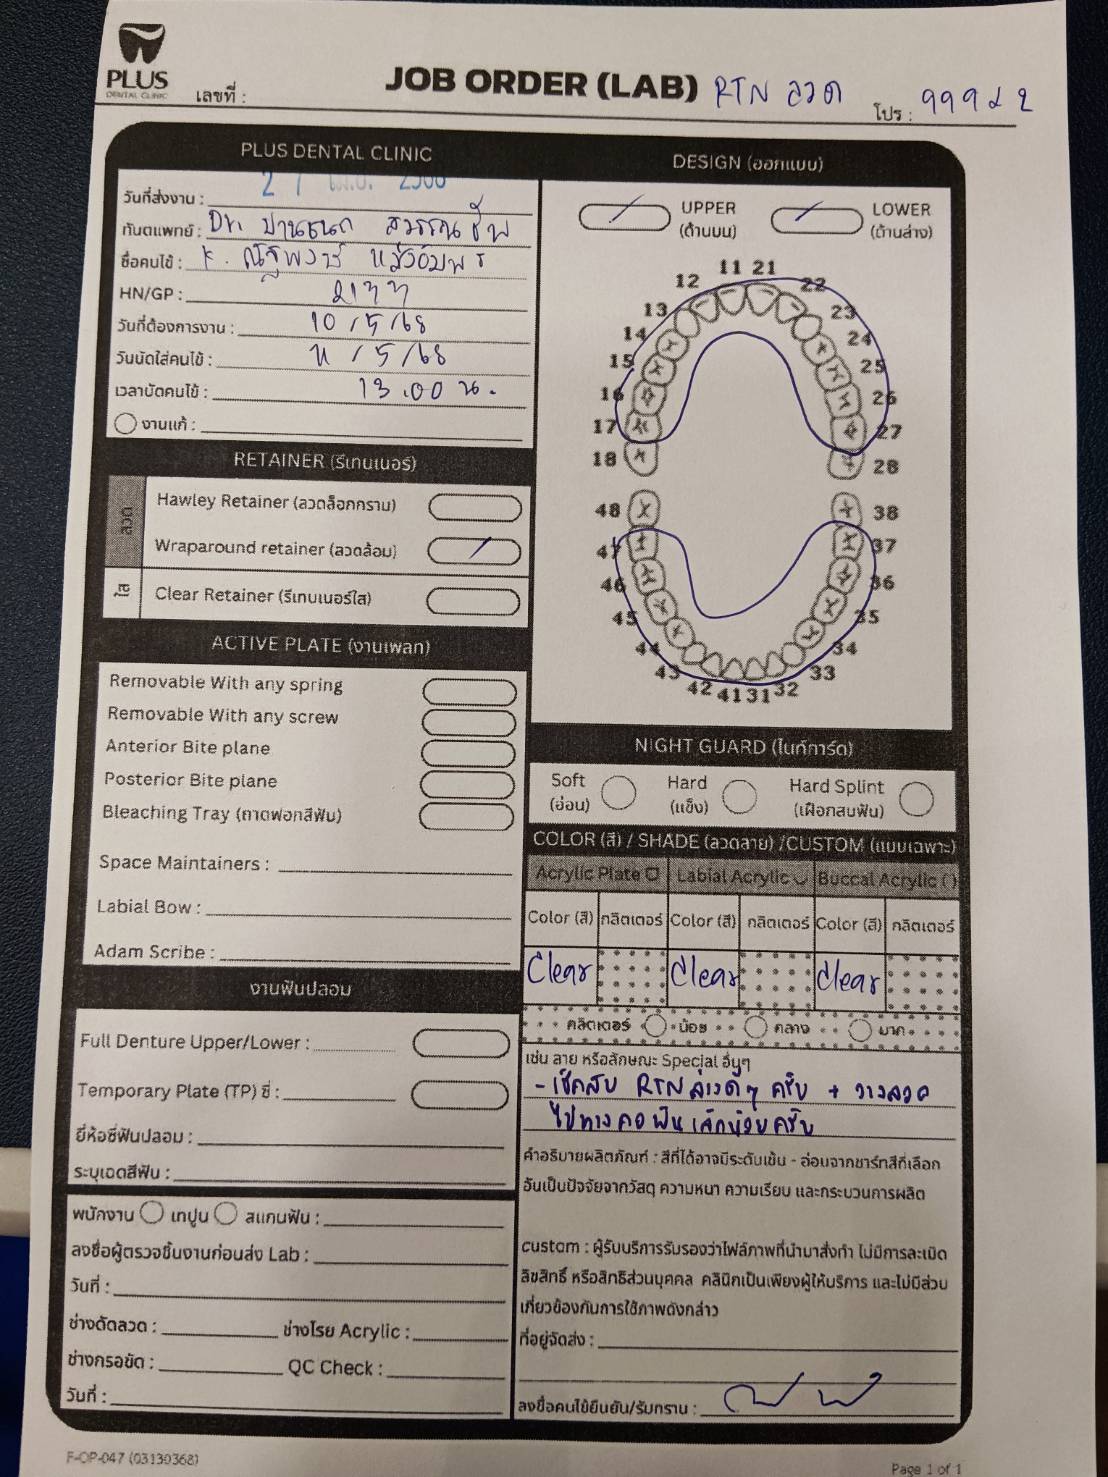 PLUS
DENTAL CLINIC
เลขที่ :
JOB ORDER (LAB) RTN ลวด
โปร : 999 x 2
PLUS DENTAL CLINIC
วันที่ส่งงาน : 2 7 เม.ย. 2568
ทันตแพทย์ : Dr. ปานชนก
ชื่อคนไข้ : K. ณัฐพงษ์
HN/GP :
วันที่ต้องการงาน : 10 / 5 / 68
วันนัดใส่คนไข้ : 11 / 5 / 68
เวลานัดคนไข้ : 13.00 น.
งานแก้ :
RETAINER (รีเทนเนอร์)
ลวด
Hawley Retainer (ลวดล็อกกราม)
Wraparound retainer (ลวดล้อม)
ใส
Clear Retainer (รีเทนเนอร์ใส)
ACTIVE PLATE (งานเพลท)
Removable With any spring
Removable With any screw
Anterior Bite plane
Posterior Bite plane
Bleaching Tray (ถาดฟอกสีฟัน)
Space Maintainers :
Labial Bow :
Adam Scribe :
งานฟันปลอม
Full Denture Upper/Lower :
Temporary Plate (TP) ซี่ :
ยี่ห้อซี่ฟันปลอม :
ระบุเฉดสีฟัน :
พนักงาน เทปูน สแกนฟัน :
ลงชื่อผู้ตรวจชิ้นงานก่อนส่ง Lab :
วันที่ :
ช่างดัดลวด : ช่างโรย Acrylic :
ช่างกรอขัด : QC Check :
วันที่ :
DESIGN (ออกแบบ)
UPPER LOWER
(ด้านบน) (ด้านล่าง)
11 21
12 22
13 23
14 24
15 25
16 26
17 27
18 28
48 38
47 37
46 36
45 35
44 34
43 33
42 41 31 32
NIGHT GUARD (ไนท์การ์ด)
Soft Hard Hard Splint
(อ่อน) (แข็ง) (เฝือกสบฟัน)
COLOR (สี) / SHADE (ลวดลาย) /CUSTOM (แบบเฉพาะ)
Acrylic Plate Labial Acrylic Buccal Acrylic
Color (สี) กลิตเตอร์ Color (สี) กลิตเตอร์ Color (สี) กลิตเตอร์
Clear Clear Clear
กลิตเตอร์ น้อย กลาง มาก
เช่น ลาย หรือลักษณะ Special อื่นๆ
- เช็คสบ RTN ล่างดีๆ ครับ + วางลวด
ไปทางคอฟันเล็กน้อยครับ
คำอธิบายผลิตภัณฑ์ : สีที่ได้อาจมีระดับเข้ม - อ่อนจากชาร์ทสีที่เลือก
อันเป็นปัจจัยจากวัสดุ ความหนา ความเรียบ และกระบวนการผลิต
custom : ผู้รับบริการรับรองว่าไฟล์ภาพที่นำมาสั่งทำ ไม่มีการละเมิด
ลิขสิทธิ์ หรือสิทธิส่วนบุคคล คลินิกเป็นเพียงผู้ให้บริการ และไม่มีส่วน
เกี่ยวข้องกับการใช้ภาพดังกล่าว
ที่อยู่จัดส่ง :
ลงชื่อคนไข้ยืนยัน/รับทราบ :
F-OP-047 (03130368)
Page 1 of 1